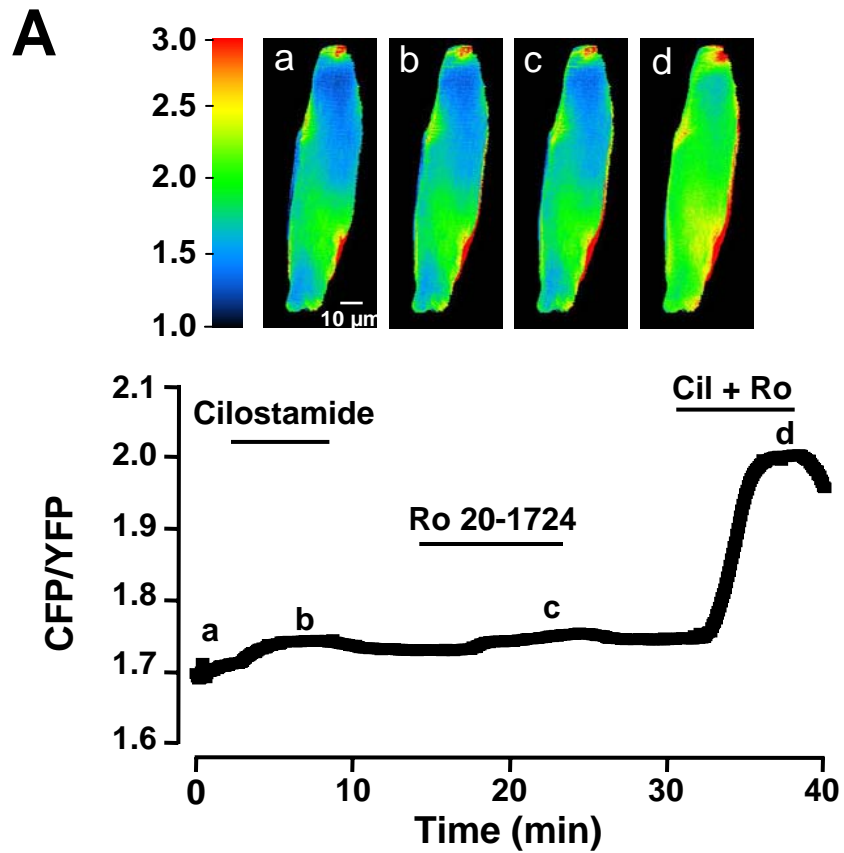 A
3.0
2.5
2.0
1.5
1.0
a
b
c
d
10 µm
2.1
2.0
1.9
1.8
1.7
1.6
CFP/YFP
Cilostamide
Ro 20-1724
Cil + Ro
a
b
c
d
0 10 20 30 40
Time (min)